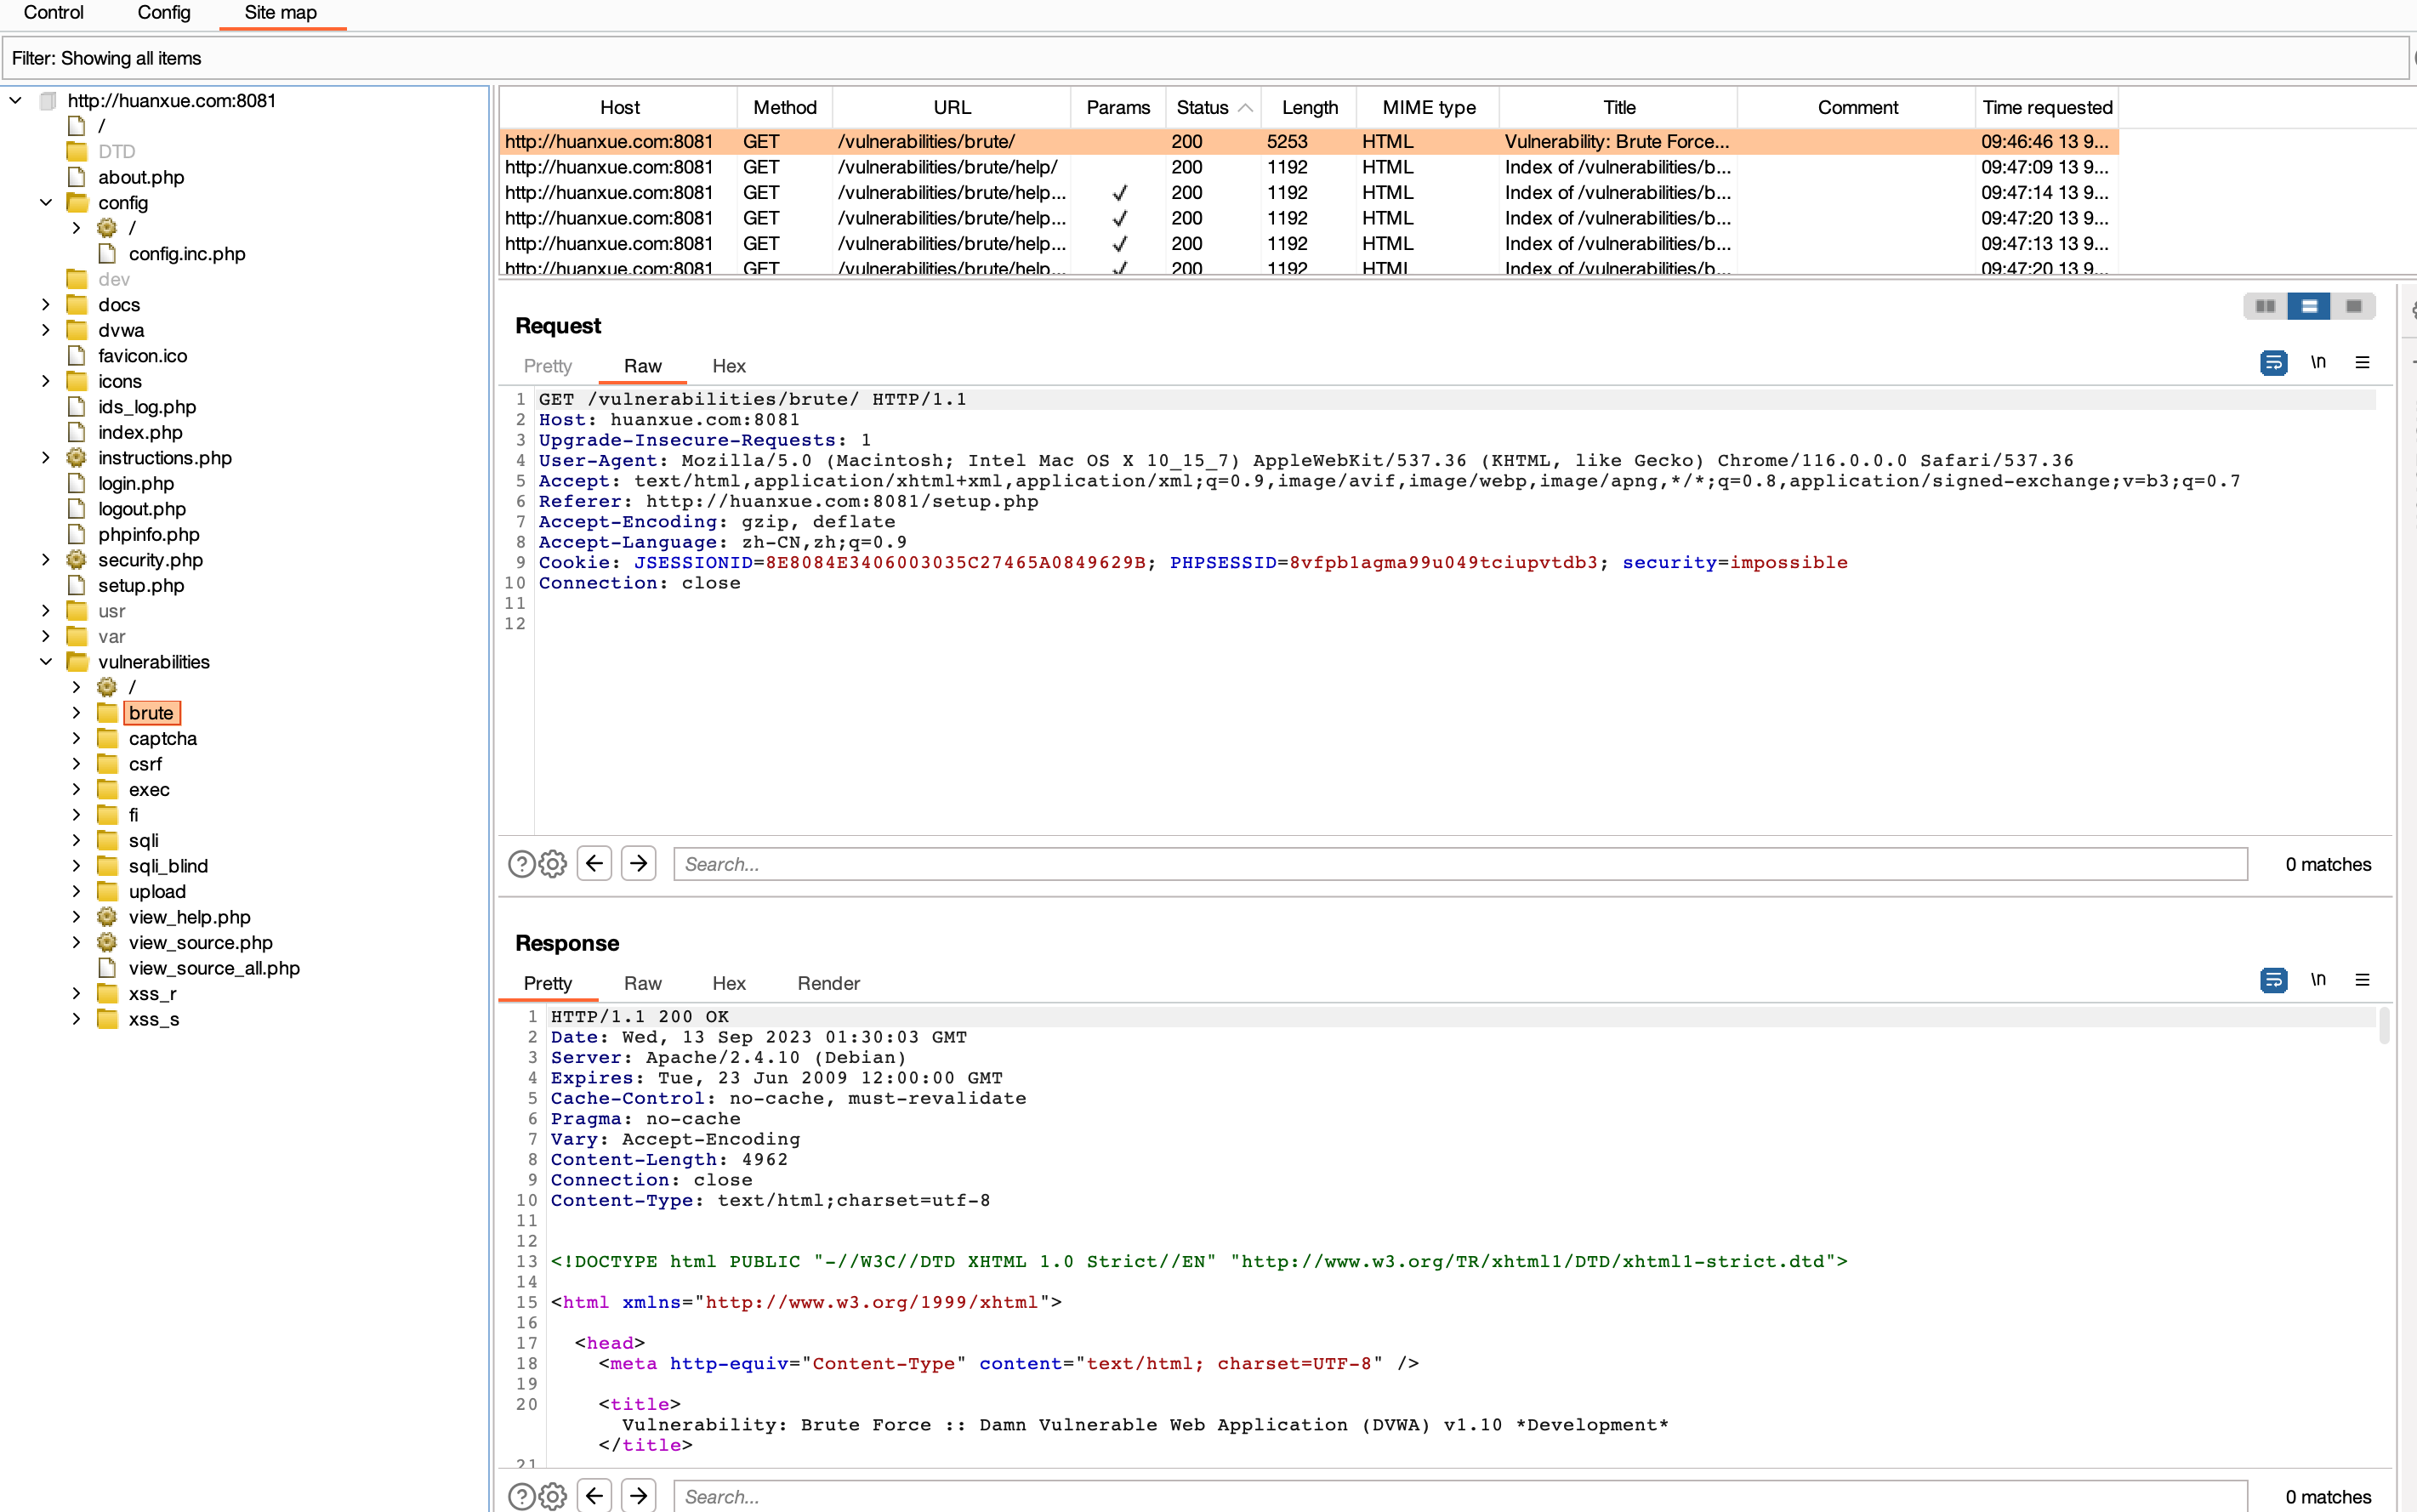 Control Config Site map
Filter: Showing all items
http://huanxue.com:8081
/
DTD
about.php
config
/
config.inc.php
dev
docs
dvwa
favicon.ico
icons
ids_log.php
index.php
instructions.php
login.php
logout.php
phpinfo.php
security.php
setup.php
usr
var
vulnerabilities
/
brute
captcha
csrf
exec
fi
sqli
sqli_blind
upload
view_help.php
view_source.php
view_source_all.php
xss_r
xss_s
Host Method URL Params Status Length MIME type Title Comment Time requested
http://huanxue.com:8081 GET /vulnerabilities/brute/ 200 5253 HTML Vulnerability: Brute Force... 09:46:46 13 9...
http://huanxue.com:8081 GET /vulnerabilities/brute/help/ 200 1192 HTML Index of /vulnerabilities/b... 09:47:09 13 9...
http://huanxue.com:8081 GET /vulnerabilities/brute/help... ✓ 200 1192 HTML Index of /vulnerabilities/b... 09:47:14 13 9...
http://huanxue.com:8081 GET /vulnerabilities/brute/help... ✓ 200 1192 HTML Index of /vulnerabilities/b... 09:47:20 13 9...
http://huanxue.com:8081 GET /vulnerabilities/brute/help... ✓ 200 1192 HTML Index of /vulnerabilities/b... 09:47:13 13 9...
http://huanxue.com:8081 GET /vulnerabilities/brute/help... ✓ 200 1192 HTML Index of /vulnerabilities/b... 09:47:20 13 9...
Request
Pretty Raw Hex \n
1 GET /vulnerabilities/brute/ HTTP/1.1
2 Host: huanxue.com:8081
3 Upgrade-Insecure-Requests: 1
4 User-Agent: Mozilla/5.0 (Macintosh; Intel Mac OS X 10_15_7) AppleWebKit/537.36 (KHTML, like Gecko) Chrome/116.0.0.0 Safari/537.36
5 Accept: text/html,application/xhtml+xml,application/xml;q=0.9,image/avif,image/webp,image/apng,*/*;q=0.8,application/signed-exchange;v=b3;q=0.7
6 Referer: http://huanxue.com:8081/setup.php
7 Accept-Encoding: gzip, deflate
8 Accept-Language: zh-CN,zh;q=0.9
9 Cookie: JSESSIONID=8E8084E3406003035C27465A0849629B; PHPSESSID=8vfpb1agma99u049tciupvtdb3; security=impossible
10 Connection: close
11
12
Search... 0 matches
Response
Pretty Raw Hex Render \n
1 HTTP/1.1 200 OK
2 Date: Wed, 13 Sep 2023 01:30:03 GMT
3 Server: Apache/2.4.10 (Debian)
4 Expires: Tue, 23 Jun 2009 12:00:00 GMT
5 Cache-Control: no-cache, must-revalidate
6 Pragma: no-cache
7 Vary: Accept-Encoding
8 Content-Length: 4962
9 Connection: close
10 Content-Type: text/html;charset=utf-8
11
12
13 <!DOCTYPE html PUBLIC "-//W3C//DTD XHTML 1.0 Strict//EN" "http://www.w3.org/TR/xhtml1/DTD/xhtml1-strict.dtd">
14
15 <html xmlns="http://www.w3.org/1999/xhtml">
16
17 <head>
18 <meta http-equiv="Content-Type" content="text/html; charset=UTF-8" />
19
20 <title>
Vulnerability: Brute Force :: Damn Vulnerable Web Application (DVWA) v1.10 *Development*
</title>
21
Search... 0 matches